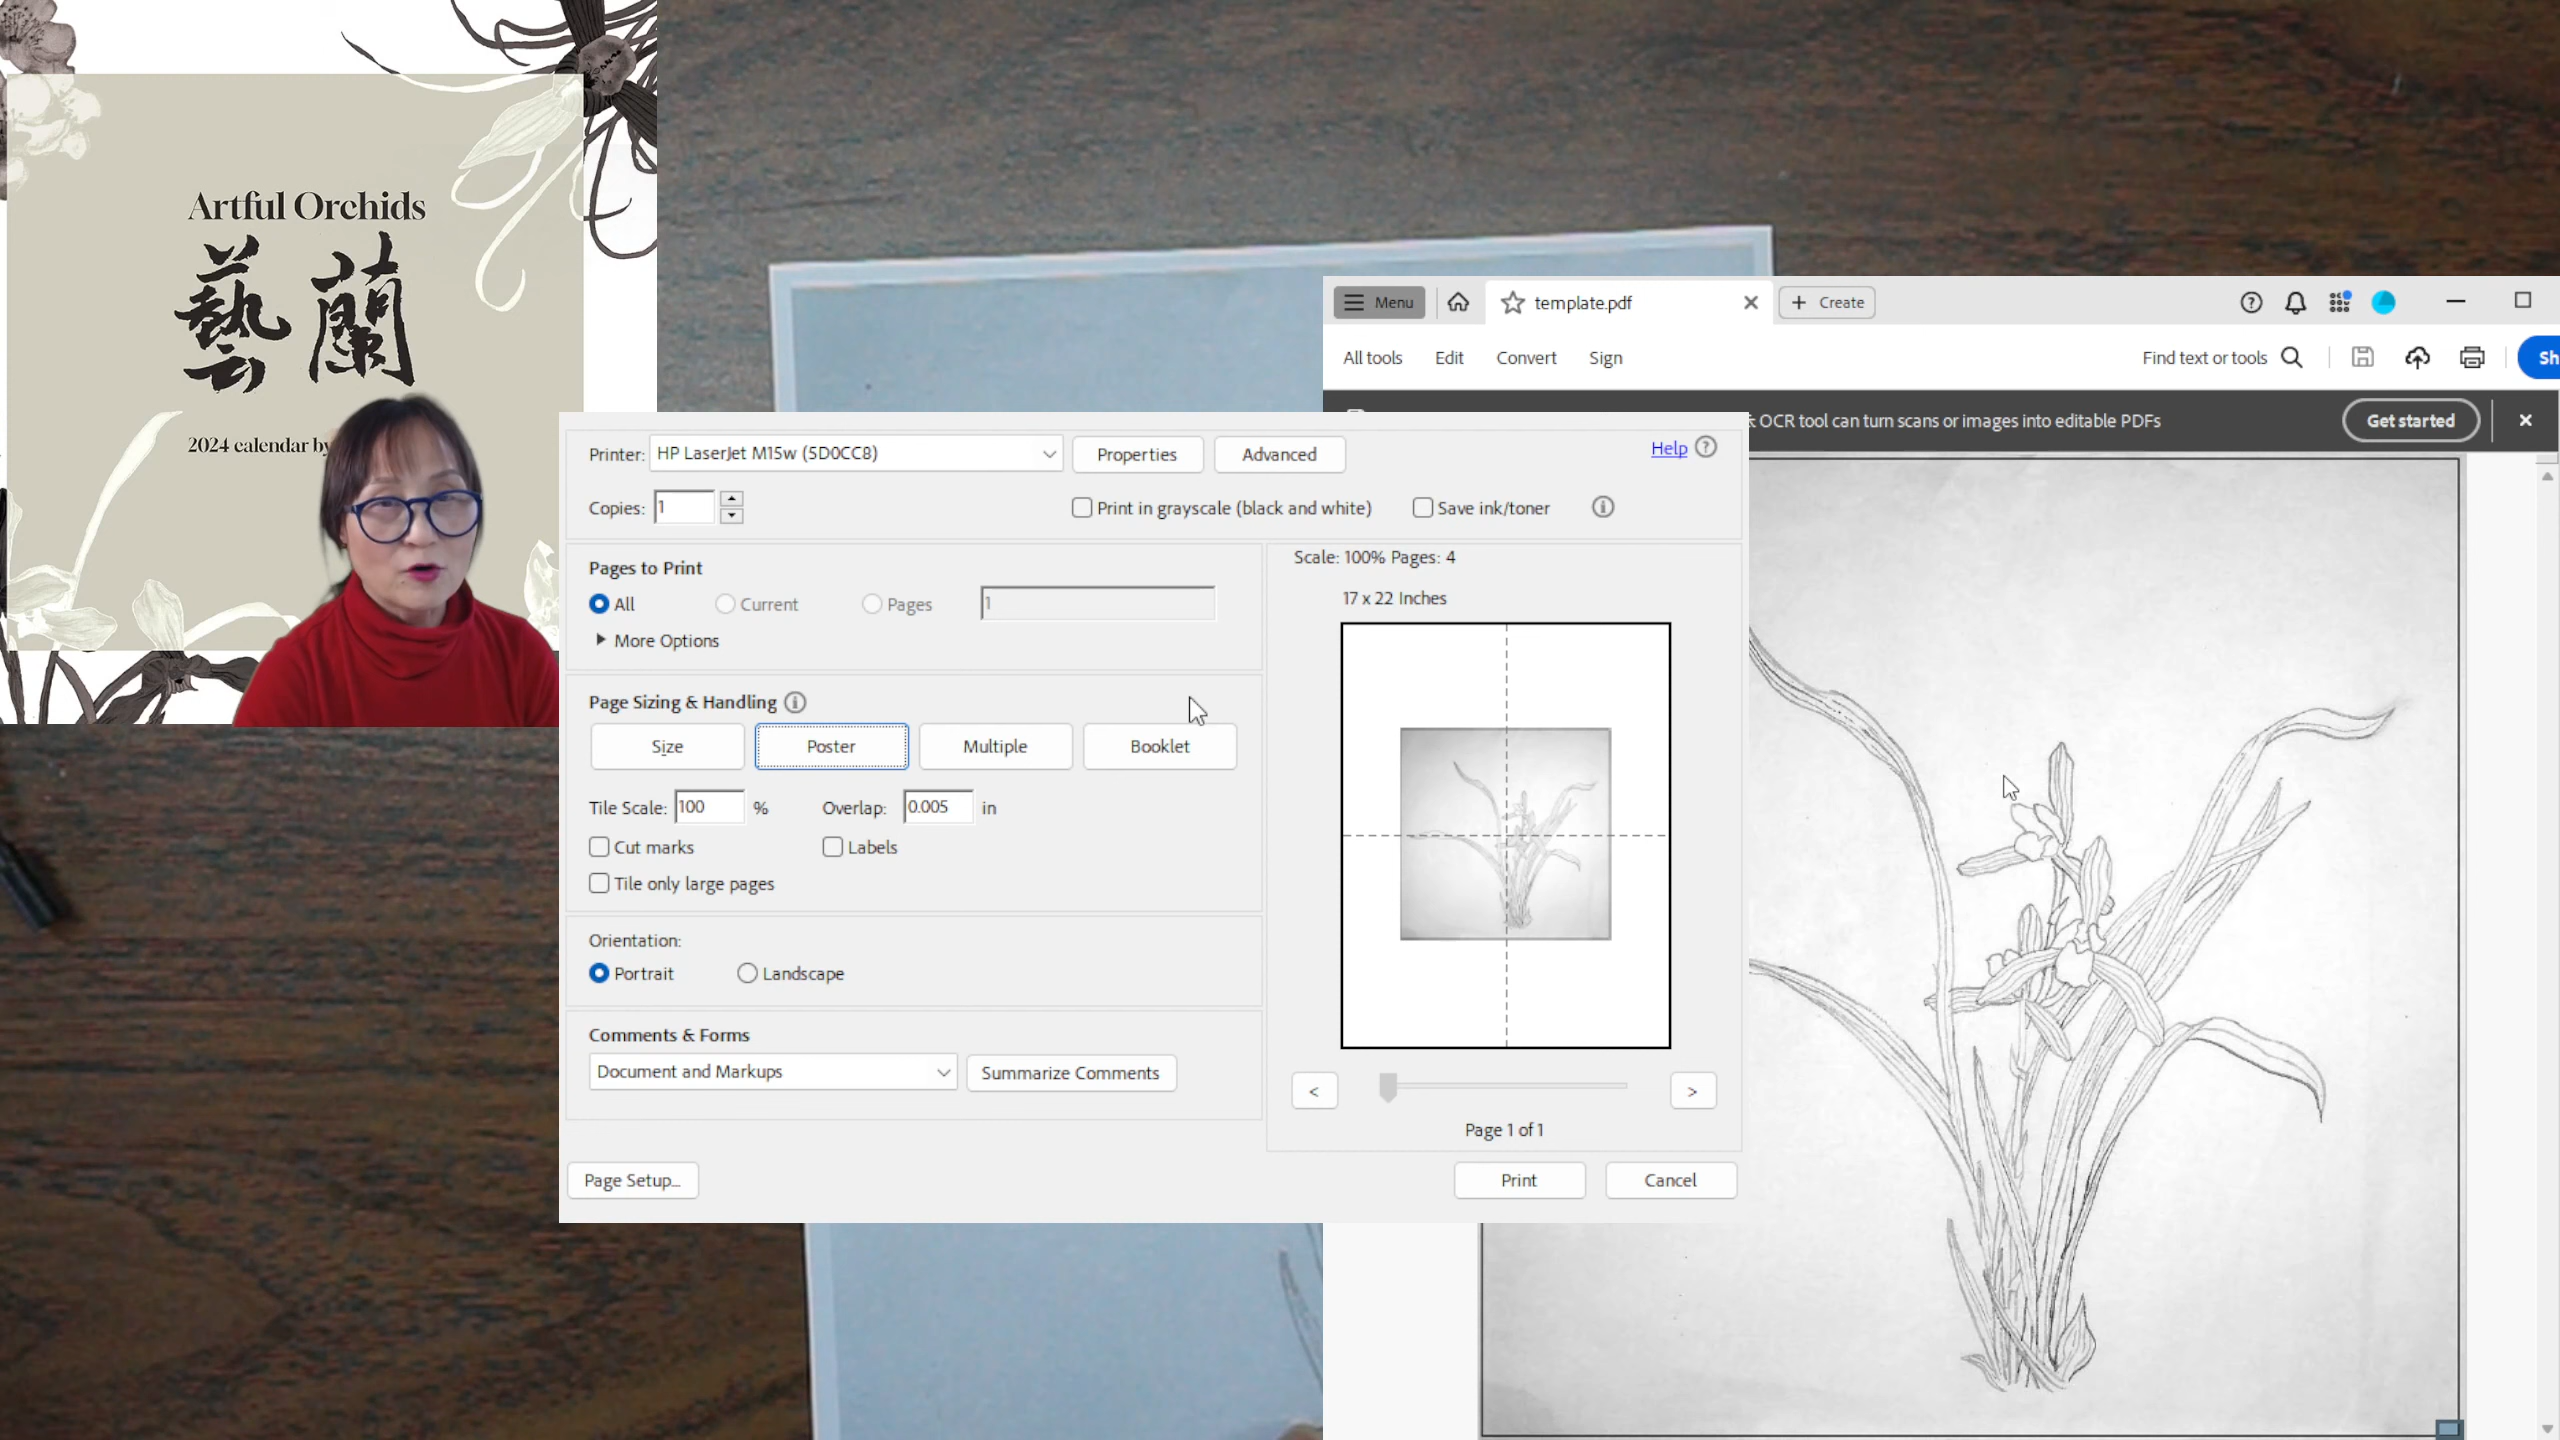 Artful Orchids
藝蘭
2024 calendar by
Menu
template.pdf
Create
All tools
Edit
Convert
Sign
Find text or tools
OCR tool can turn scans or images into editable PDFs
Get started
Printer:
HP LaserJet M15w (5D0CC8)
Properties
Advanced
Help
Copies:
1
Print in grayscale (black and white)
Save ink/toner
Pages to Print
All
Current
Pages
1
More Options
Scale: 100% Pages: 4
17 x 22 Inches
Page Sizing & Handling
Size
Poster
Multiple
Booklet
Tile Scale:
100
%
Overlap:
0.005
in
Cut marks
Labels
Tile only large pages
Orientation:
Portrait
Landscape
Comments & Forms
Document and Markups
Summarize Comments
<
>
Page 1 of 1
Page Setup...
Print
Cancel